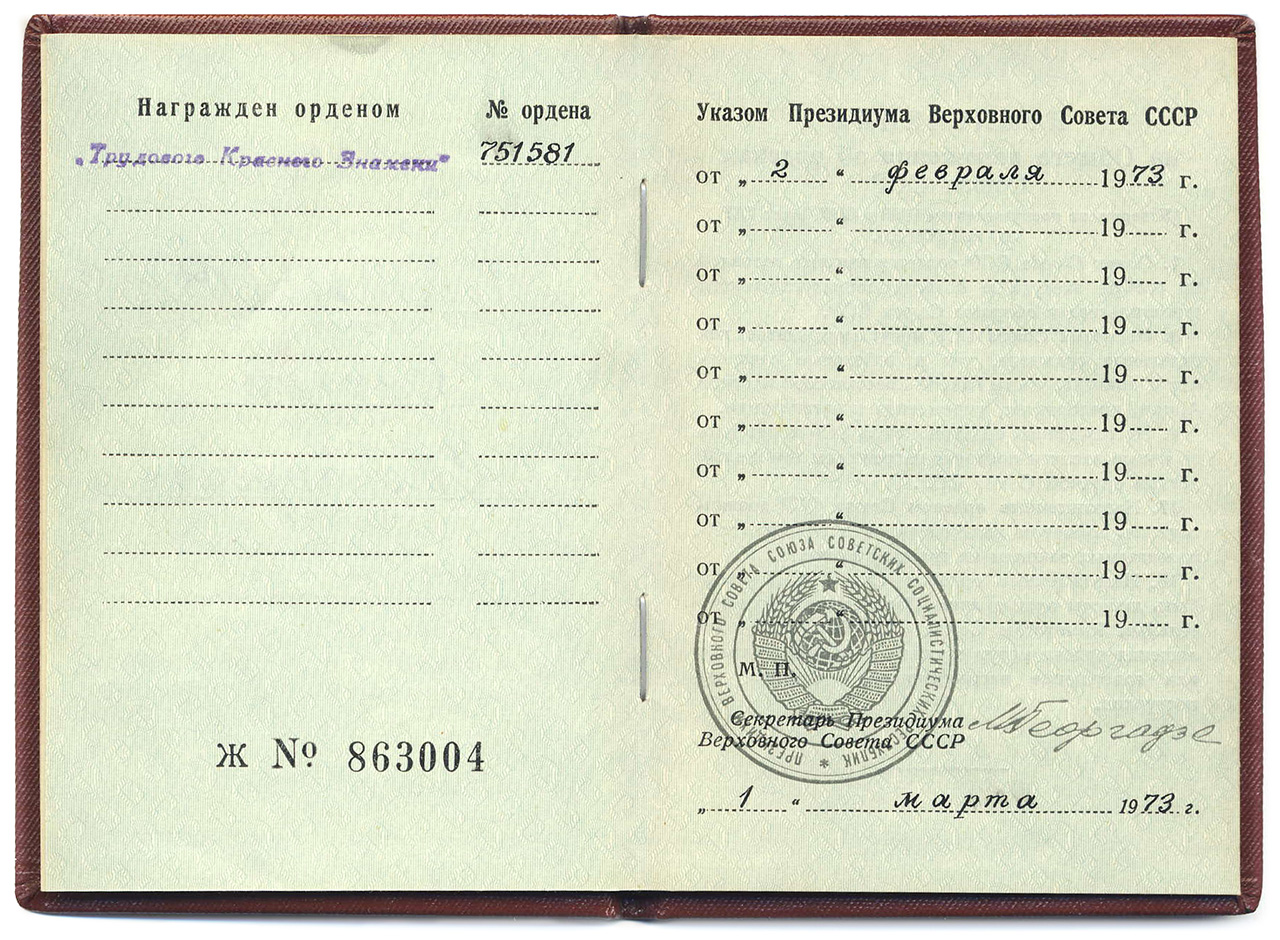 Награжден орденом
№ ордена
„Трудового Красного Знамени"
751581
Ж № 863004
Указом Президиума Верховного Совета СССР
от „ 2 “ февраля 1973 г.
от „ “ 19 г.
от „ “ 19 г.
от „ “ 19 г.
от „ “ 19 г.
от „ “ 19 г.
от „ “ 19 г.
от „ “ 19 г.
от „ “ 19 г.
от „ “ 19 г.
ПРЕЗИДИУМ ВЕРХОВНОГО СОВЕТА СОЮЗА СОВЕТСКИХ СОЦИАЛИСТИЧЕСКИХ РЕСПУБЛИК *
М. П.
Секретарь Президиума
Верховного Совета СССР
МГеоргадзе
„ 1 “ марта 1973 г.